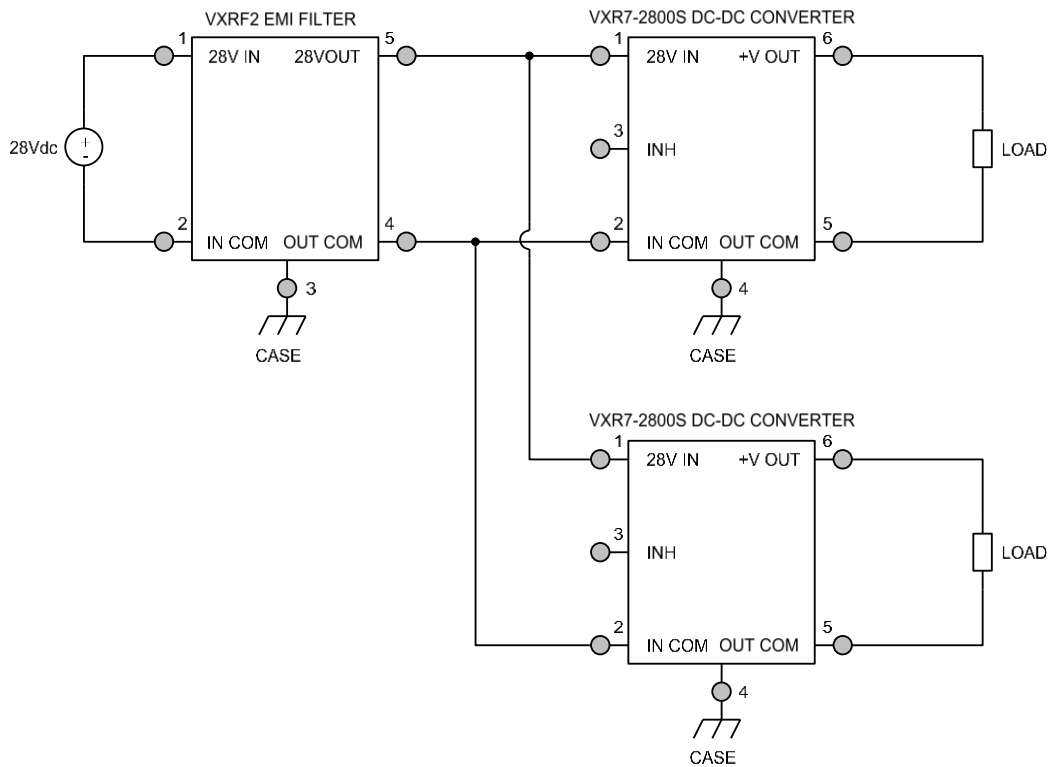 VXRF2 EMI FILTER
VXR7-2800S DC-DC CONVERTER
1
28V IN
28VOUT
5
28Vdc
+
-
2
IN COM
OUT COM
4
3
CASE
1
28V IN
+V OUT
6
3
INH
LOAD
2
IN COM
OUT COM
5
4
CASE
VXR7-2800S DC-DC CONVERTER
1
28V IN
+V OUT
6
3
INH
LOAD
2
IN COM
OUT COM
5
4
CASE